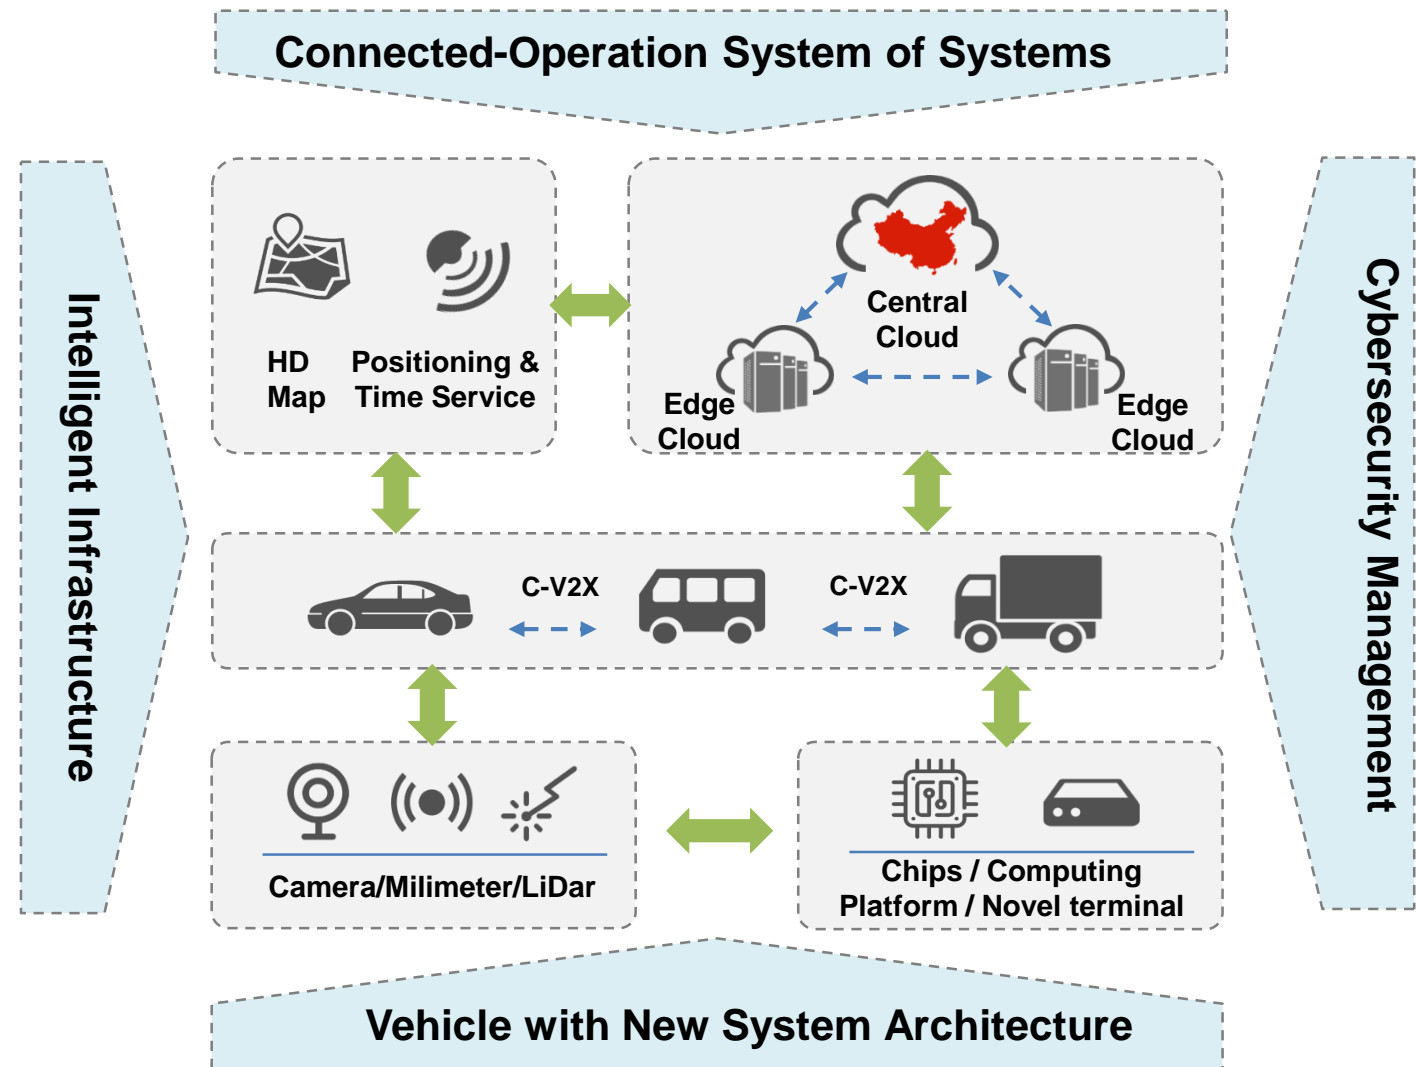 Connected-Operation System of Systems
Intelligent Infrastructure
HD
Map
Positioning &
Time Service
Central
Cloud
Edge
Cloud
Edge
Cloud
Cybersecurity Management
C-V2X
C-V2X
Camera/Milimeter/LiDar
Chips / Computing
Platform / Novel terminal
Vehicle with New System Architecture